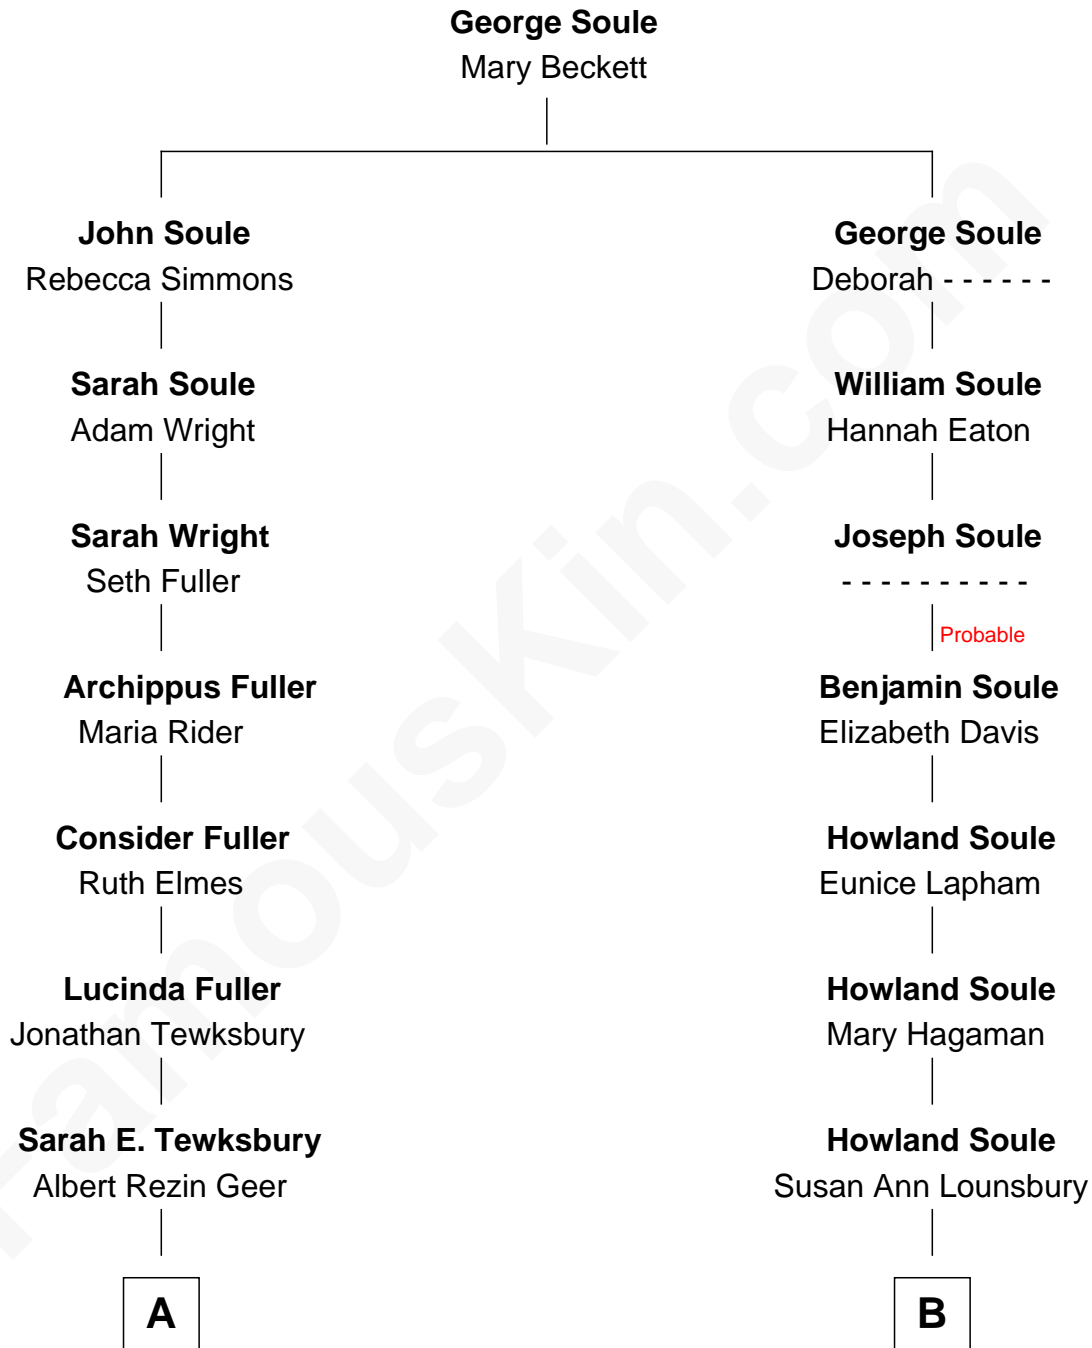 George Soule
Mary Beckett
John Soule
Rebecca Simmons
George Soule
Deborah - - - - - -
Sarah Soule
Adam Wright
William Soule
Hannah Eaton
Sarah Wright
Seth Fuller
Joseph Soule
- - - - - - - - - -
Probable
Archippus Fuller
Maria Rider
Benjamin Soule
Elizabeth Davis
Consider Fuller
Ruth Elmes
Howland Soule
Eunice Lapham
Lucinda Fuller
Jonathan Tewksbury
Howland Soule
Mary Hagaman
Sarah E. Tewksbury
Albert Rezin Geer
Howland Soule
Susan Ann Lounsbury
A
B
FamousKin.com